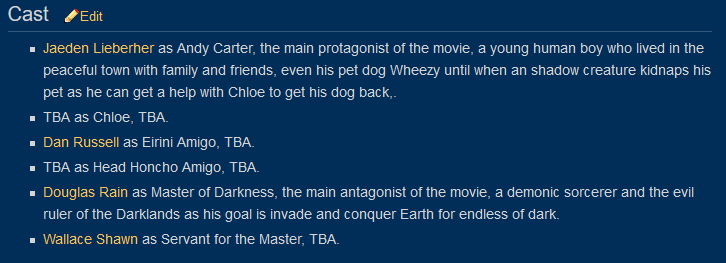 Cast Edit
Jaeden Lieberher as Andy Carter, the main protagonist of the movie, a young human boy who lived in the
peaceful town with family and friends, even his pet dog Wheezy until when an shadow creature kidnaps his
pet as he can get a help with Chloe to get his dog back,.
TBA as Chloe, TBA.
Dan Russell as Eirini Amigo, TBA.
TBA as Head Honcho Amigo, TBA.
Douglas Rain as Master of Darkness, the main antagonist of the movie, a demonic sorcerer and the evil
ruler of the Darklands as his goal is invade and conquer Earth for endless of dark.
Wallace Shawn as Servant for the Master, TBA.